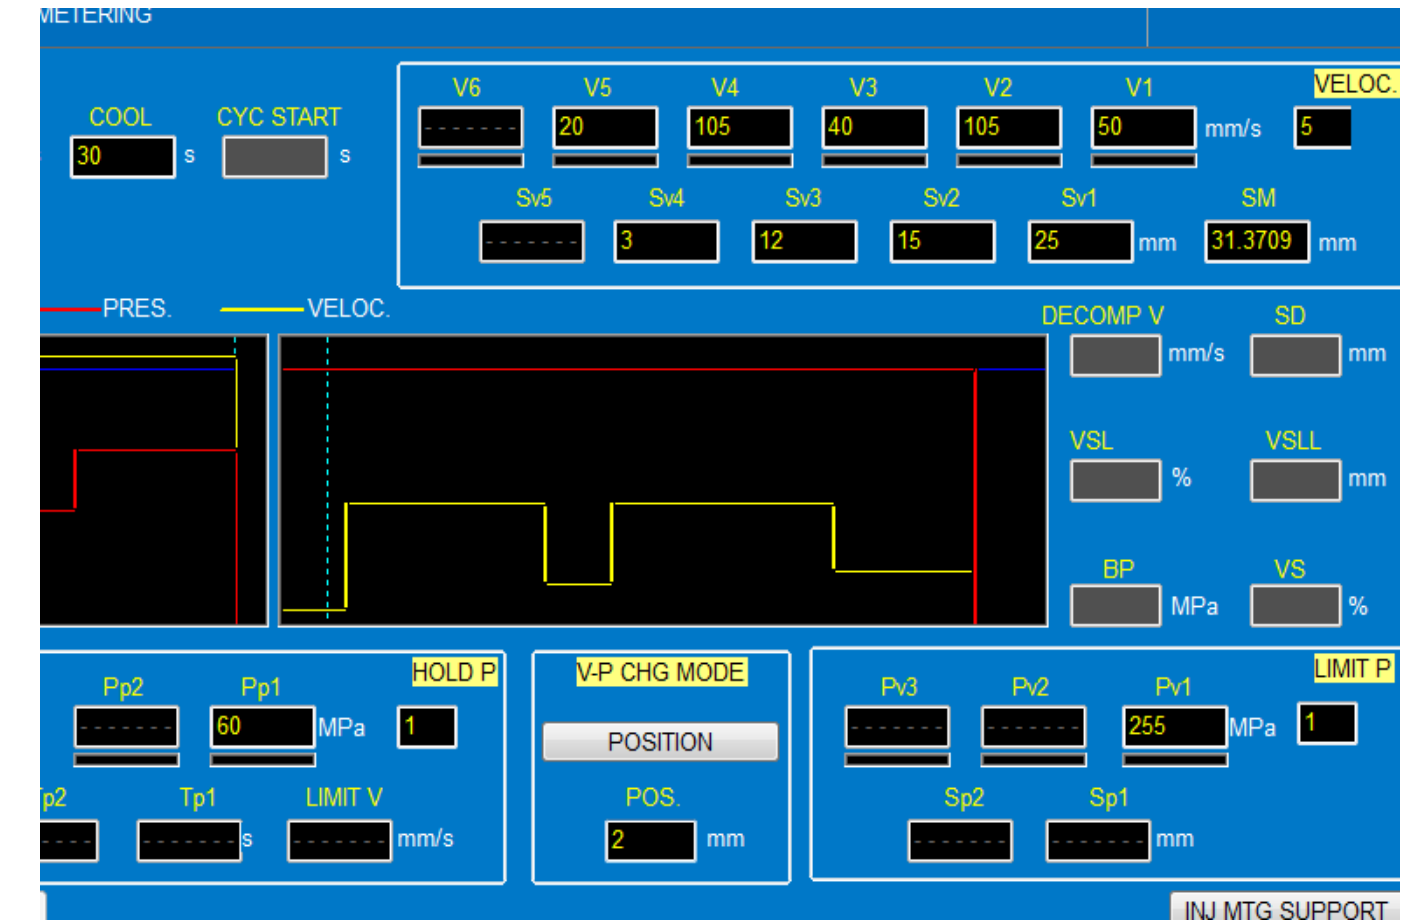 METERING
V6 V5 V4 V3 V2 V1 VELOC.
COOL CYC START
------- 20 105 40 105 50 mm/s 5
30 s s
Sv5 Sv4 Sv3 Sv2 Sv1 SM
------- 3 12 15 25 mm 31.3709 mm
PRES. VELOC.
DECOMP V SD
mm/s mm
VSL VSLL
% mm
BP VS
MPa %
HOLD P V-P CHG MODE LIMIT P
Pp2 Pp1 Pv3 Pv2 Pv1
------- 60 MPa 1 ------- ------- 255 MPa 1
POSITION
Tp2 Tp1 LIMIT V POS. Sp2 Sp1
---- ------- s ------- mm/s 2 mm ------- ------- mm
INJ MTG SUPPORT